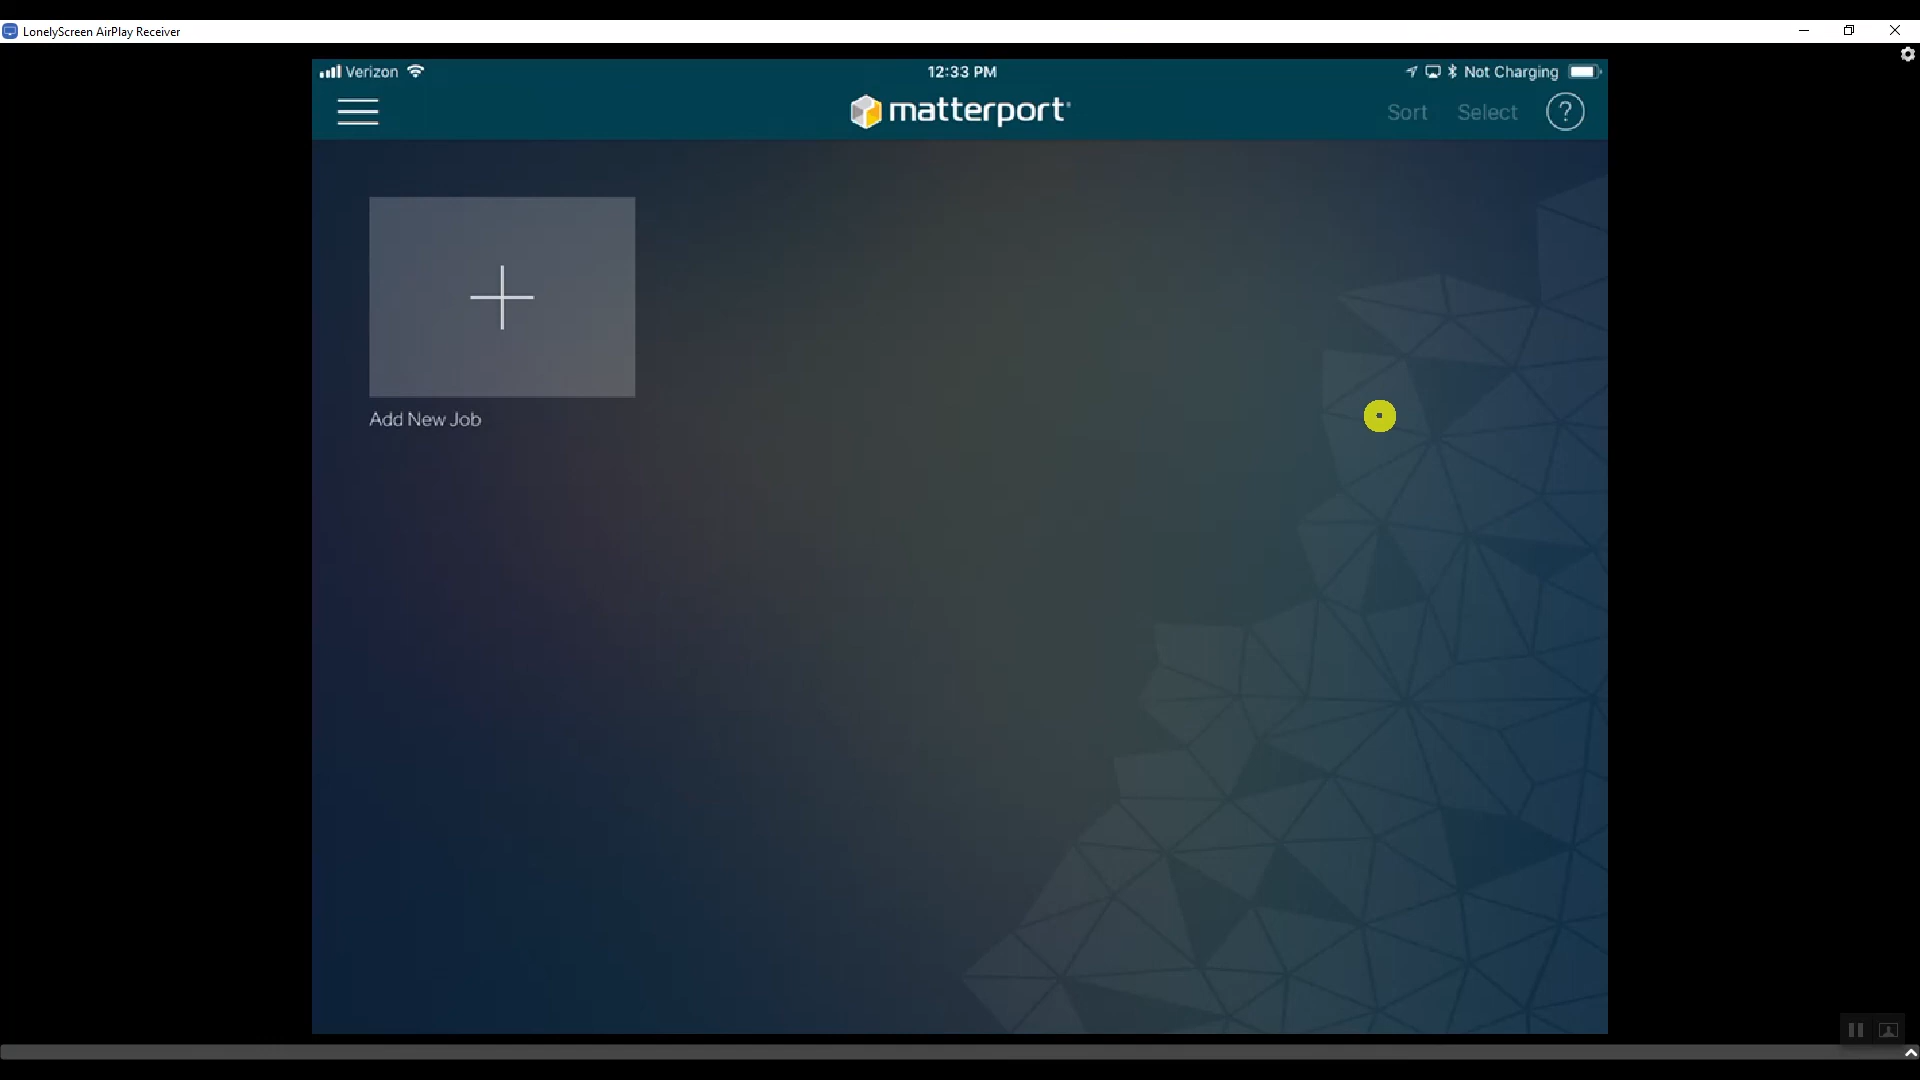 LonelyScreen AirPlay Receiver
Verizon 12:33 PM Not Charging
matterport Sort Select ?
Add New Job